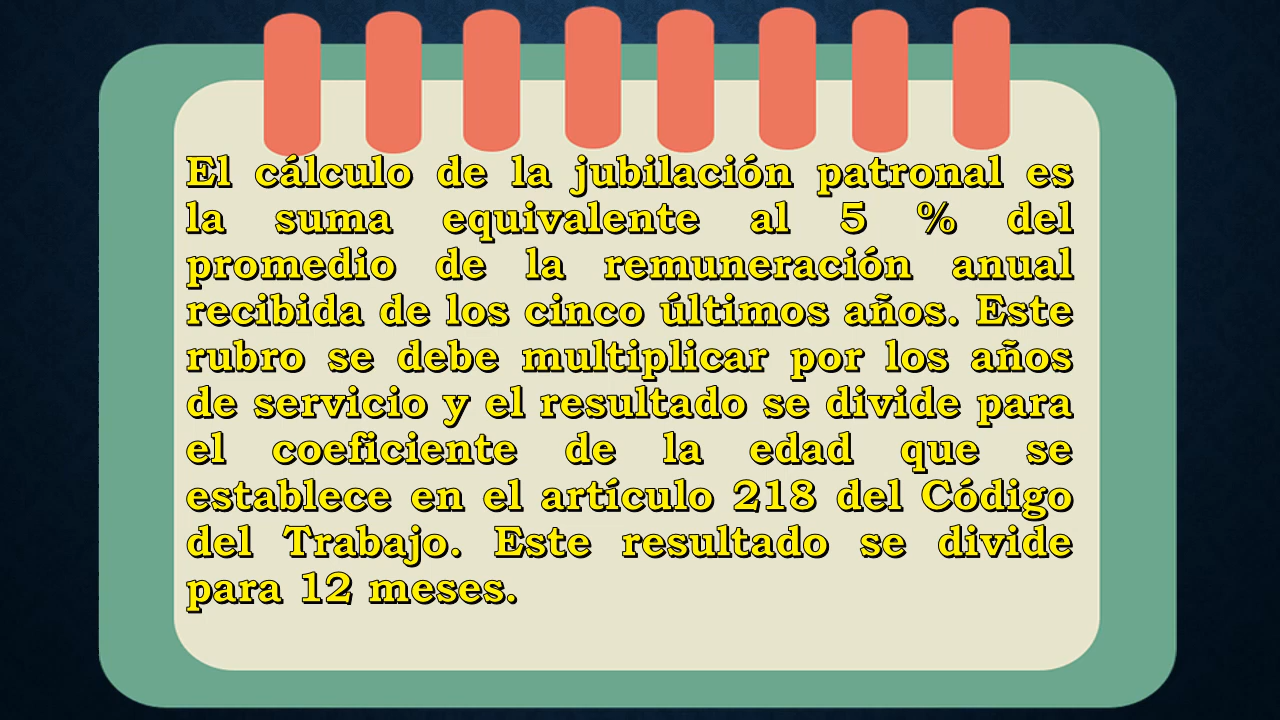 El cálculo de la jubilación patronal es
la suma equivalente al 5 % del
promedio de la remuneración anual
recibida de los cinco últimos años. Este
rubro se debe multiplicar por los años
de servicio y el resultado se divide para
el coeficiente de la edad que se
establece en el artículo 218 del Código
del Trabajo. Este resultado se divide
para 12 meses.